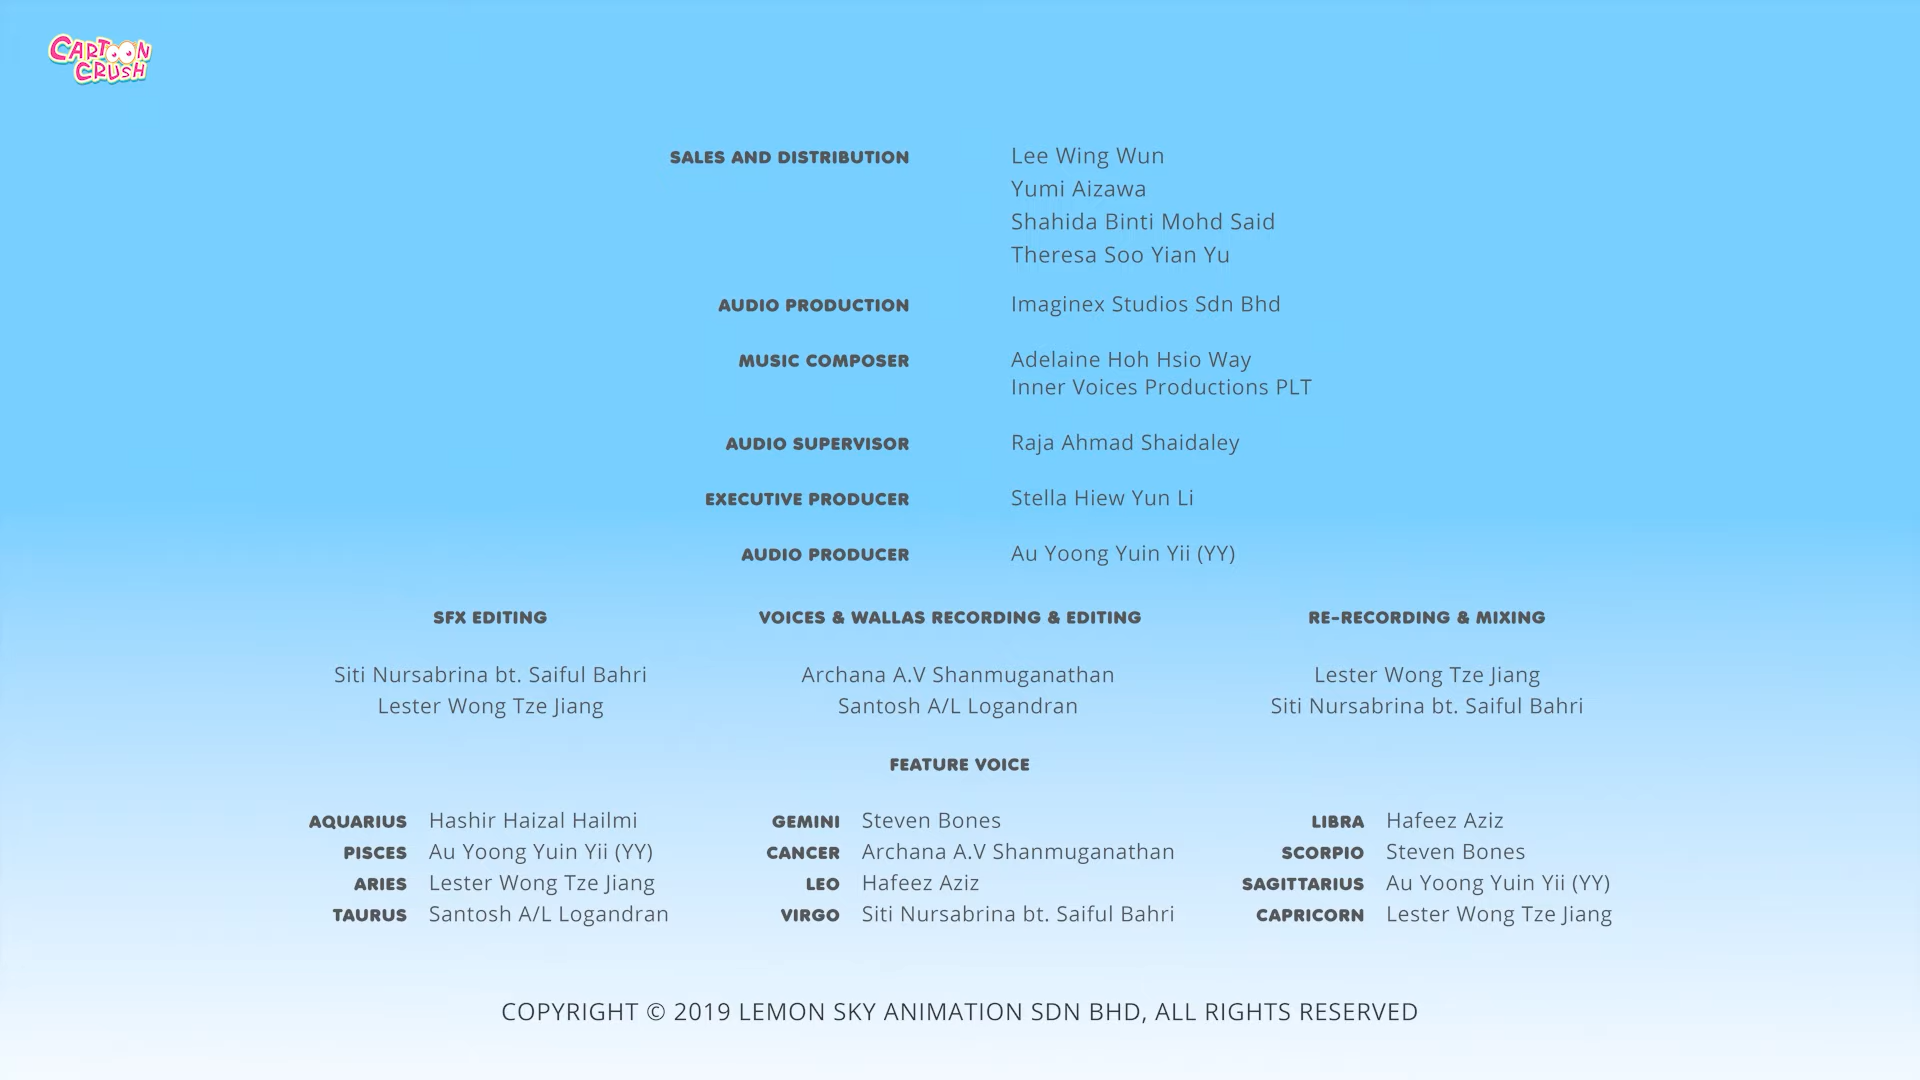 CARTOON
CRUSH
SALES AND DISTRIBUTION Lee Wing Wun
Yumi Aizawa
Shahida Binti Mohd Said
Theresa Soo Yian Yu
AUDIO PRODUCTION Imaginex Studios Sdn Bhd
MUSIC COMPOSER Adelaine Hoh Hsio Way
Inner Voices Productions PLT
AUDIO SUPERVISOR Raja Ahmad Shaidaley
EXECUTIVE PRODUCER Stella Hiew Yun Li
AUDIO PRODUCER Au Yoong Yuin Yii (YY)
SFX EDITING
Siti Nursabrina bt. Saiful Bahri
Lester Wong Tze Jiang
VOICES & WALLAS RECORDING & EDITING
Archana A.V Shanmuganathan
Santosh A/L Logandran
RE-RECORDING & MIXING
Lester Wong Tze Jiang
Siti Nursabrina bt. Saiful Bahri
FEATURE VOICE
AQUARIUS Hashir Haizal Hailmi
PISCES Au Yoong Yuin Yii (YY)
ARIES Lester Wong Tze Jiang
TAURUS Santosh A/L Logandran
GEMINI Steven Bones
CANCER Archana A.V Shanmuganathan
LEO Hafeez Aziz
VIRGO Siti Nursabrina bt. Saiful Bahri
LIBRA Hafeez Aziz
SCORPIO Steven Bones
SAGITTARIUS Au Yoong Yuin Yii (YY)
CAPRICORN Lester Wong Tze Jiang
COPYRIGHT © 2019 LEMON SKY ANIMATION SDN BHD, ALL RIGHTS RESERVED